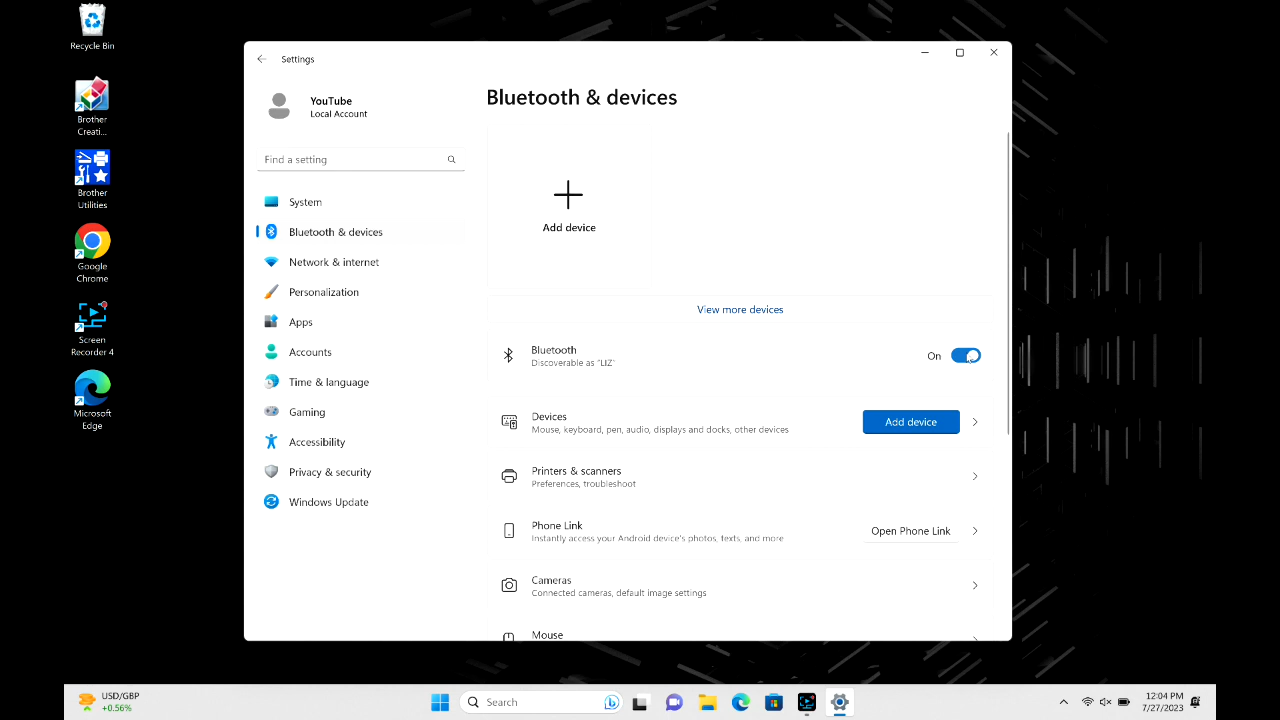 Recycle Bin
Brother
Creati...
Brother
Utilities
Google
Chrome
Screen
Recorder 4
Microsoft
Edge
Settings
YouTube
Local Account
Find a setting
System
Bluetooth & devices
Network & internet
Personalization
Apps
Accounts
Time & language
Gaming
Accessibility
Privacy & security
Windows Update
Bluetooth & devices
Add device
View more devices
Bluetooth
Discoverable as "LIZ"
On
Devices
Mouse, keyboard, pen, audio, displays and docks, other devices
Add device
Printers & scanners
Preferences, troubleshoot
Phone Link
Instantly access your Android device's photos, texts, and more
Open Phone Link
Cameras
Connected cameras, default image settings
Mouse
USD/GBP
+0.56%
Search
12:04 PM
7/27/2023